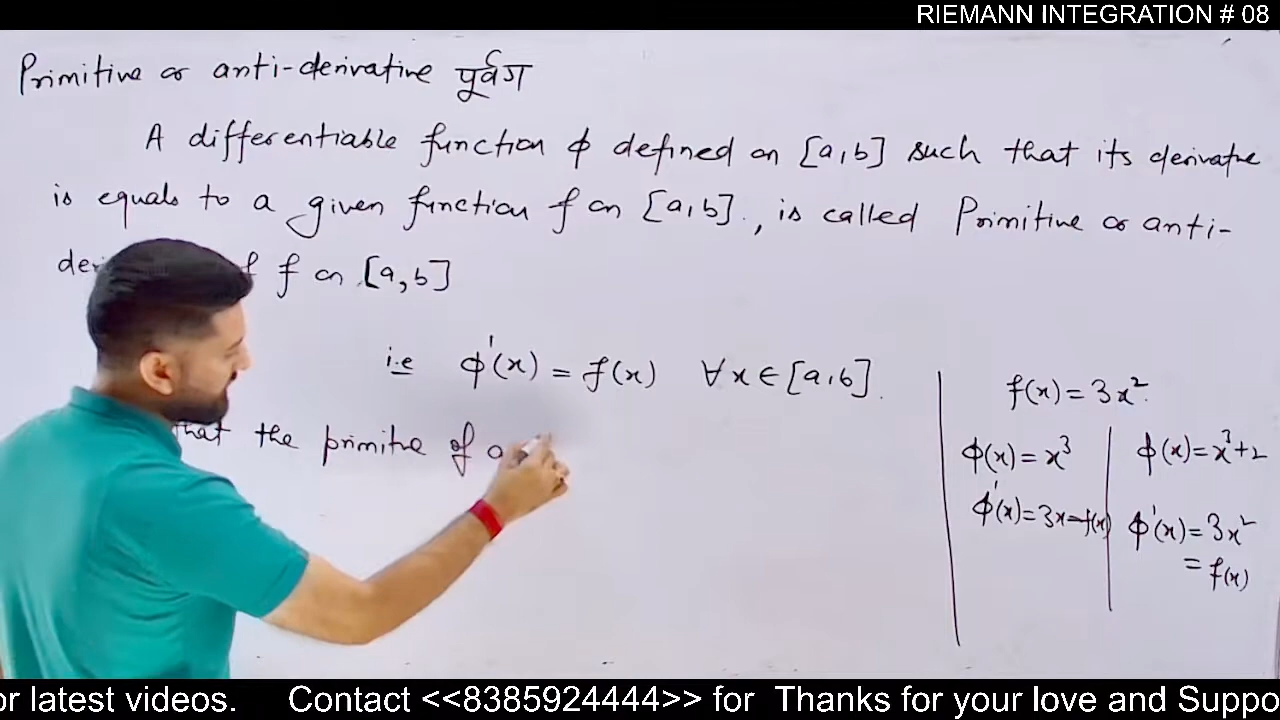 RIEMANN INTEGRATION # 08
Primitive or anti-derivative पूर्वग
A differentiable function ϕ defined on [a,b] such that its derivative
is equals to a given function f on [a,b]., is called Primitive or anti-
f on [a,b]
i.e ϕ'(x) = f(x) ∀x∈[a,b].
that the primitive of a
f(x) = 3x².
ϕ(x) = x³
ϕ'(x) = 3x²=f(x)
ϕ(x) = x³+2
ϕ'(x) = 3x²
= f(x)
or latest videos. Contact <<8385924444>> for Thanks for your love and Suppo